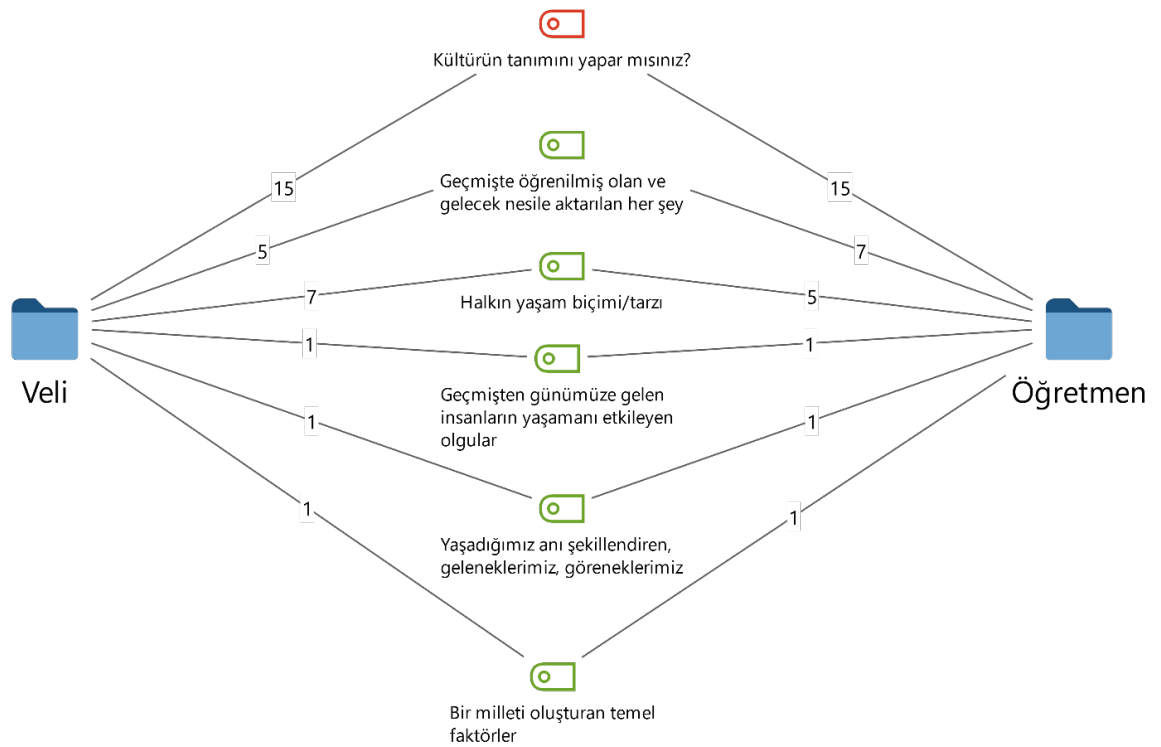 Kültürün tanımını yapar mısınız?
15
15
Geçmişte öğrenilmiş olan ve
gelecek nesile aktarılan her şey
5
7
Halkın yaşam biçimi/tarzı
7
5
1
1
Geçmişten günümüze gelen
insanların yaşamanı etkileyen
olgular
Veli
Öğretmen
1
1
Yaşadığımız anı şekillendiren,
geleneklerimiz, göreneklerimiz
1
1
Bir milleti oluşturan temel
faktörler